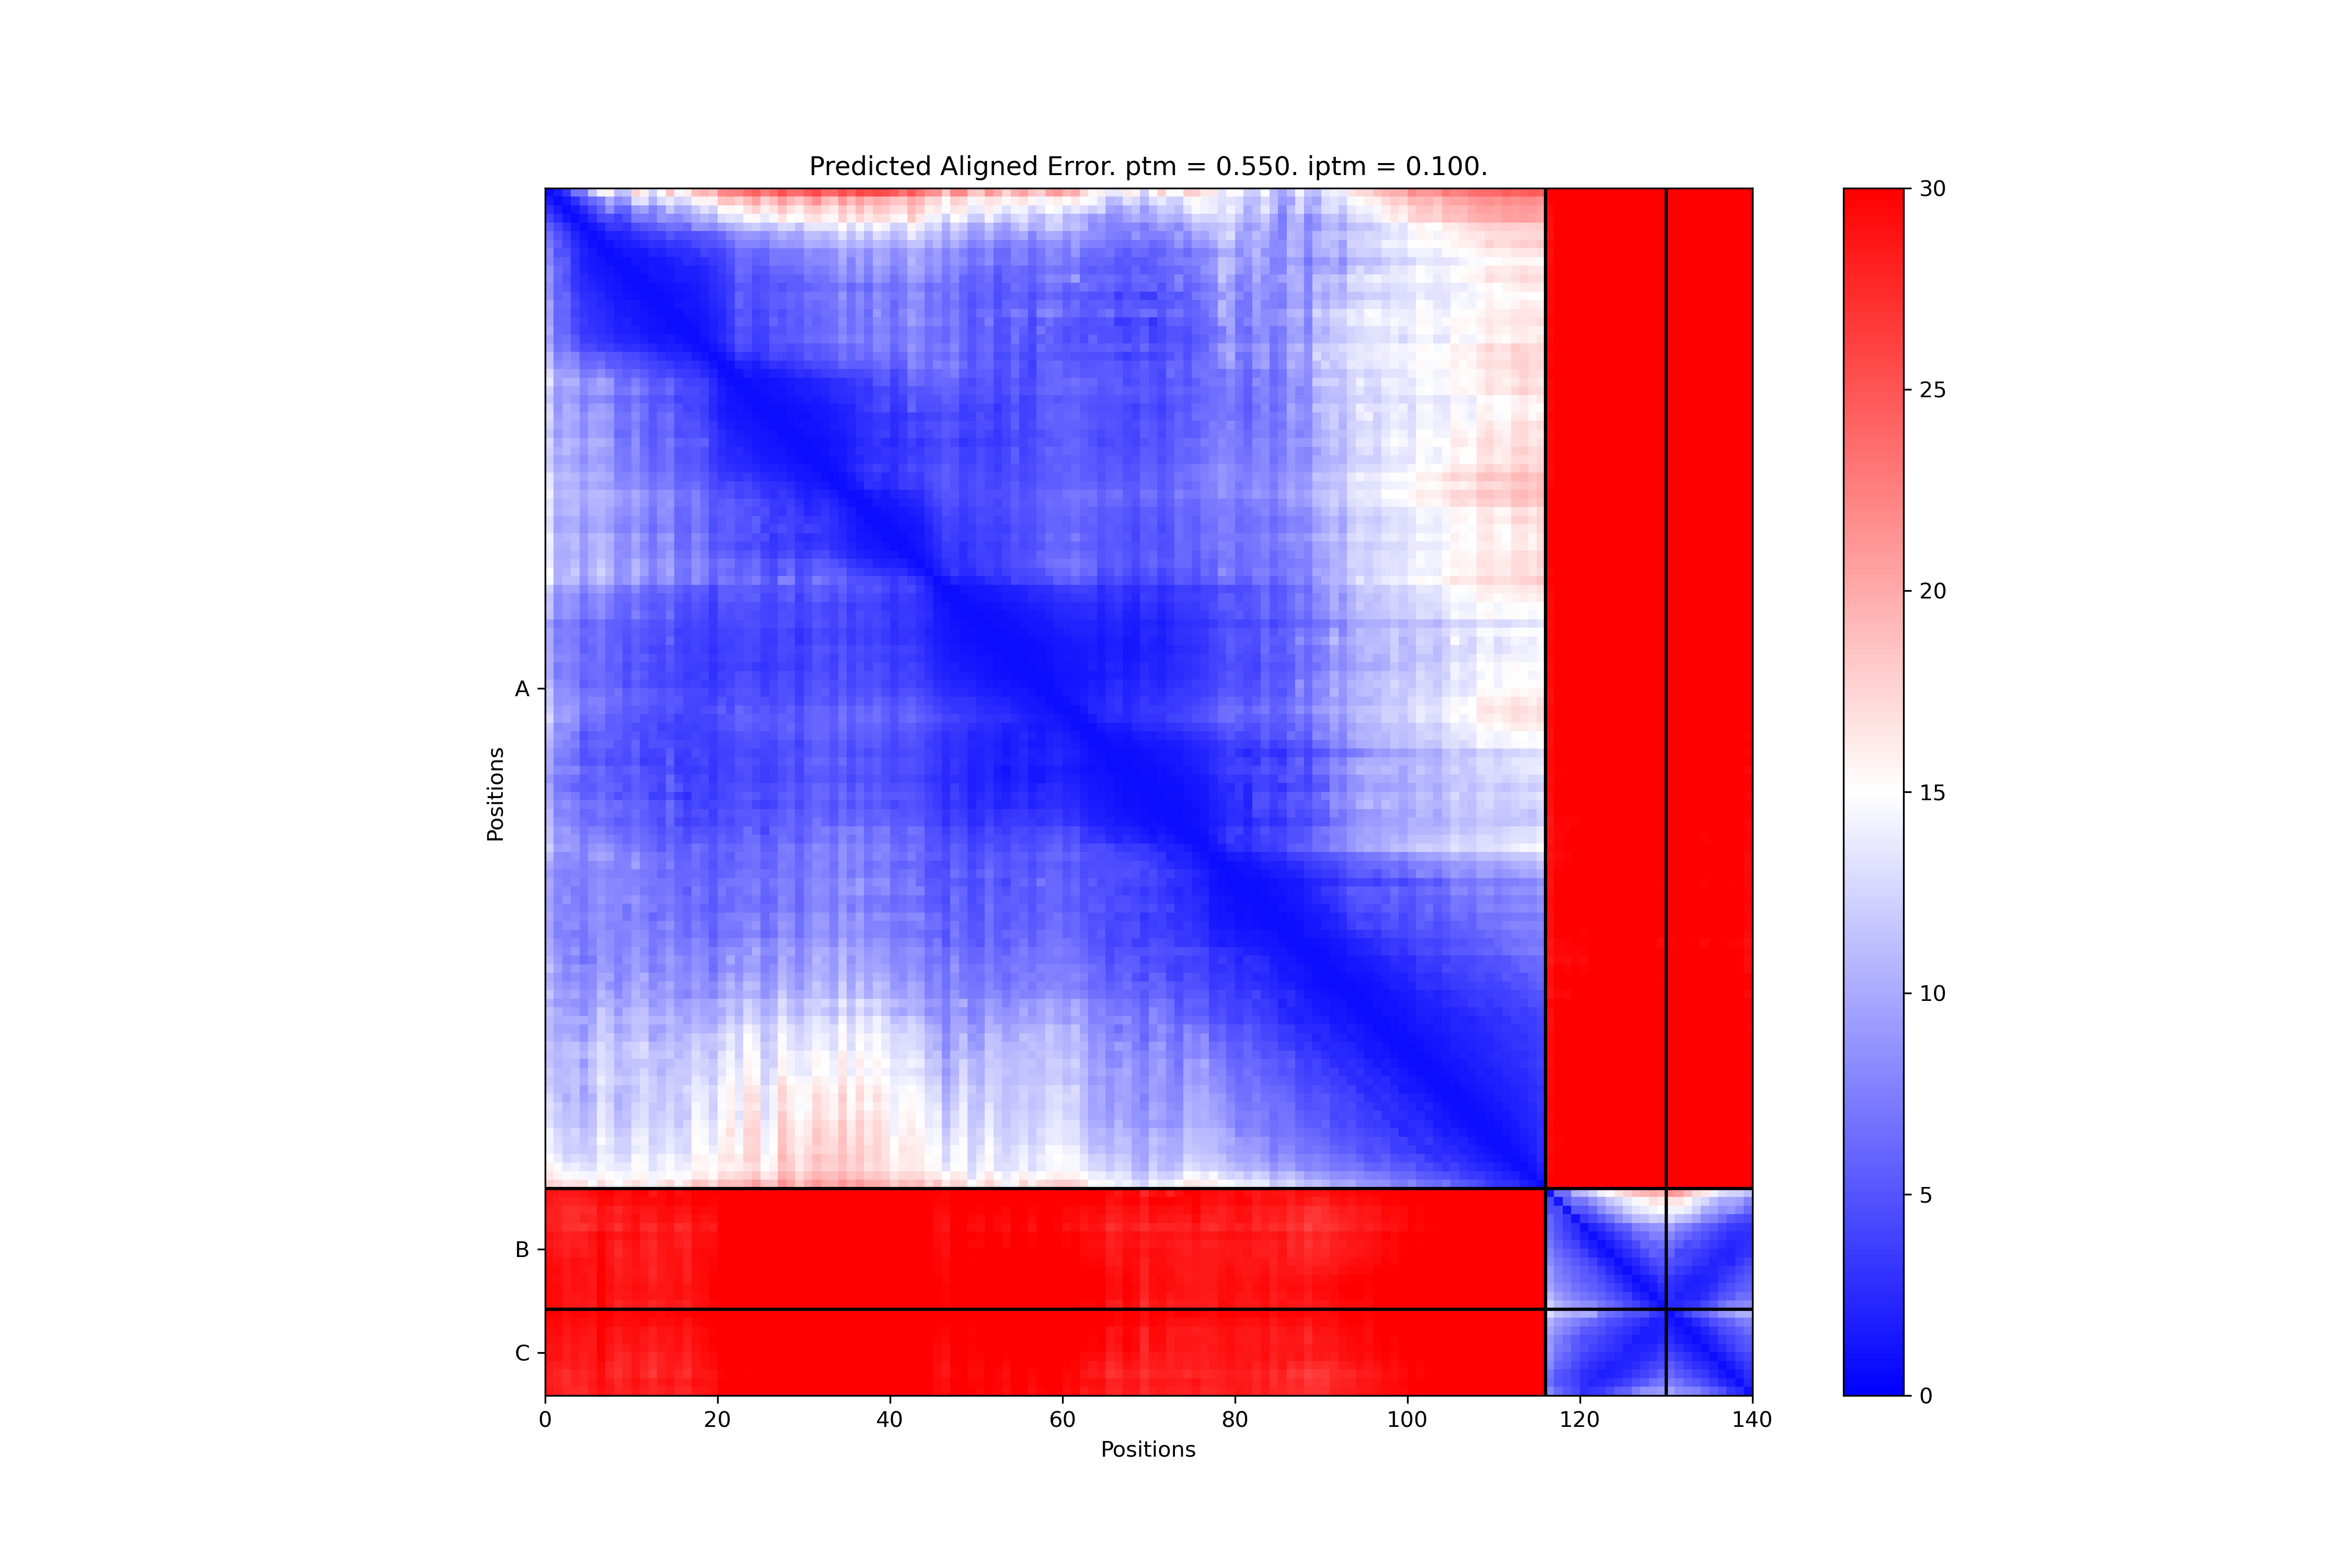 Predicted Aligned Error. ptm = 0.550. iptm = 0.100.
Positions
A
B
C
0 20 40 60 80 100 120 140
Positions
30
25
20
15
10
5
0